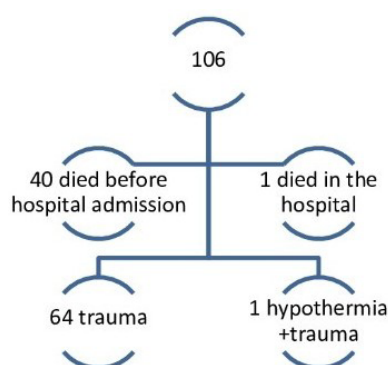 106
40 died before
hospital admission
1 died in the
hospital
64 trauma
1 hypothermia
+trauma